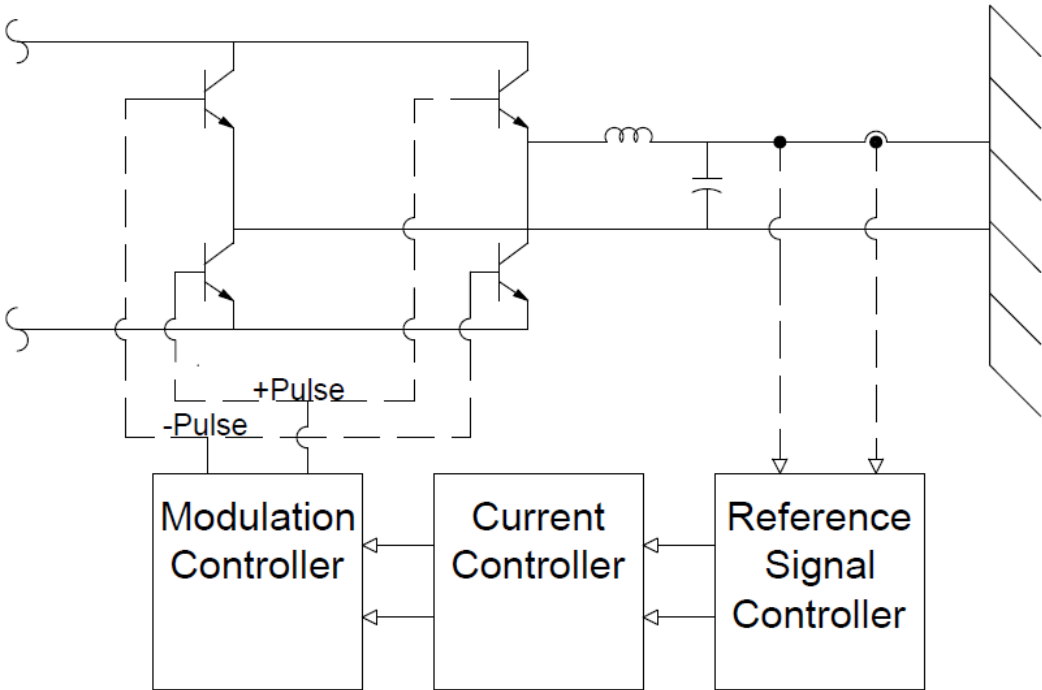 +Pulse
-Pulse
Modulation
Controller
Current
Controller
Reference
Signal
Controller